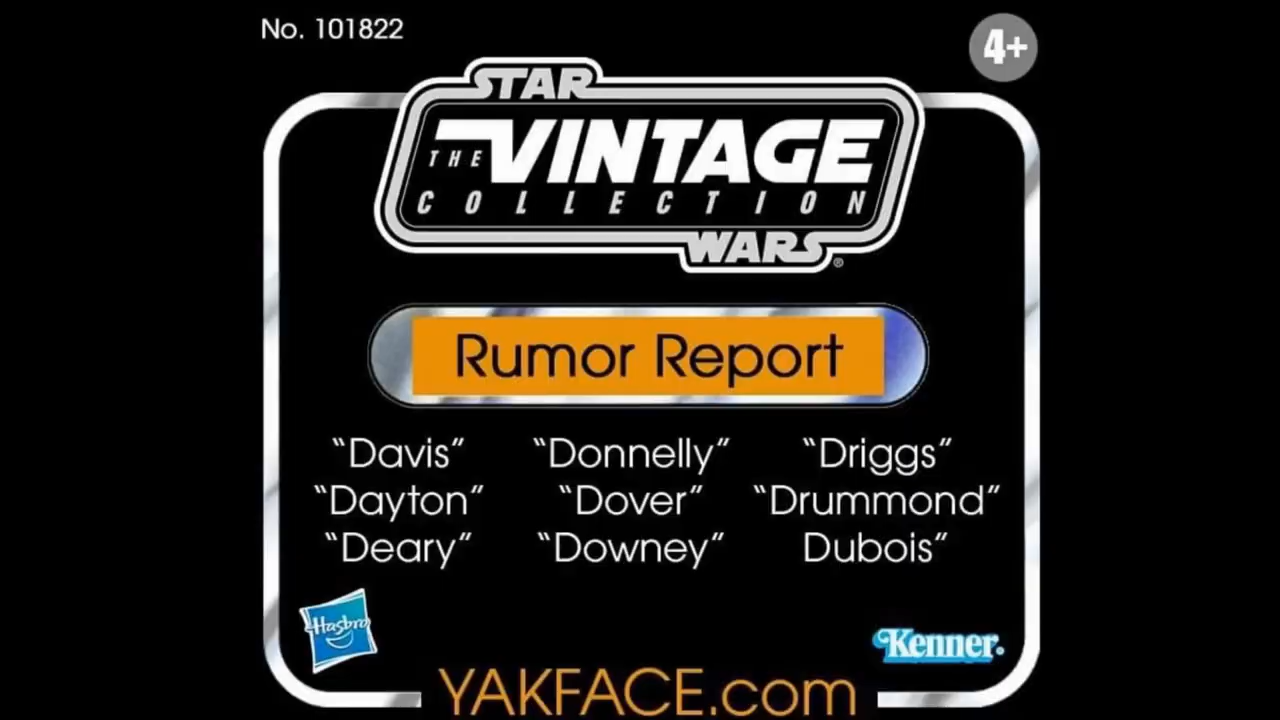 No. 101822
4+
STAR
THE VINTAGE
COLLECTION
WARS®
Rumor Report
“Davis” “Donnelly” “Driggs”
“Dayton” “Dover” “Drummond”
“Deary” “Downey” Dubois”
Hasbro
Kenner.
YAKFACE.com